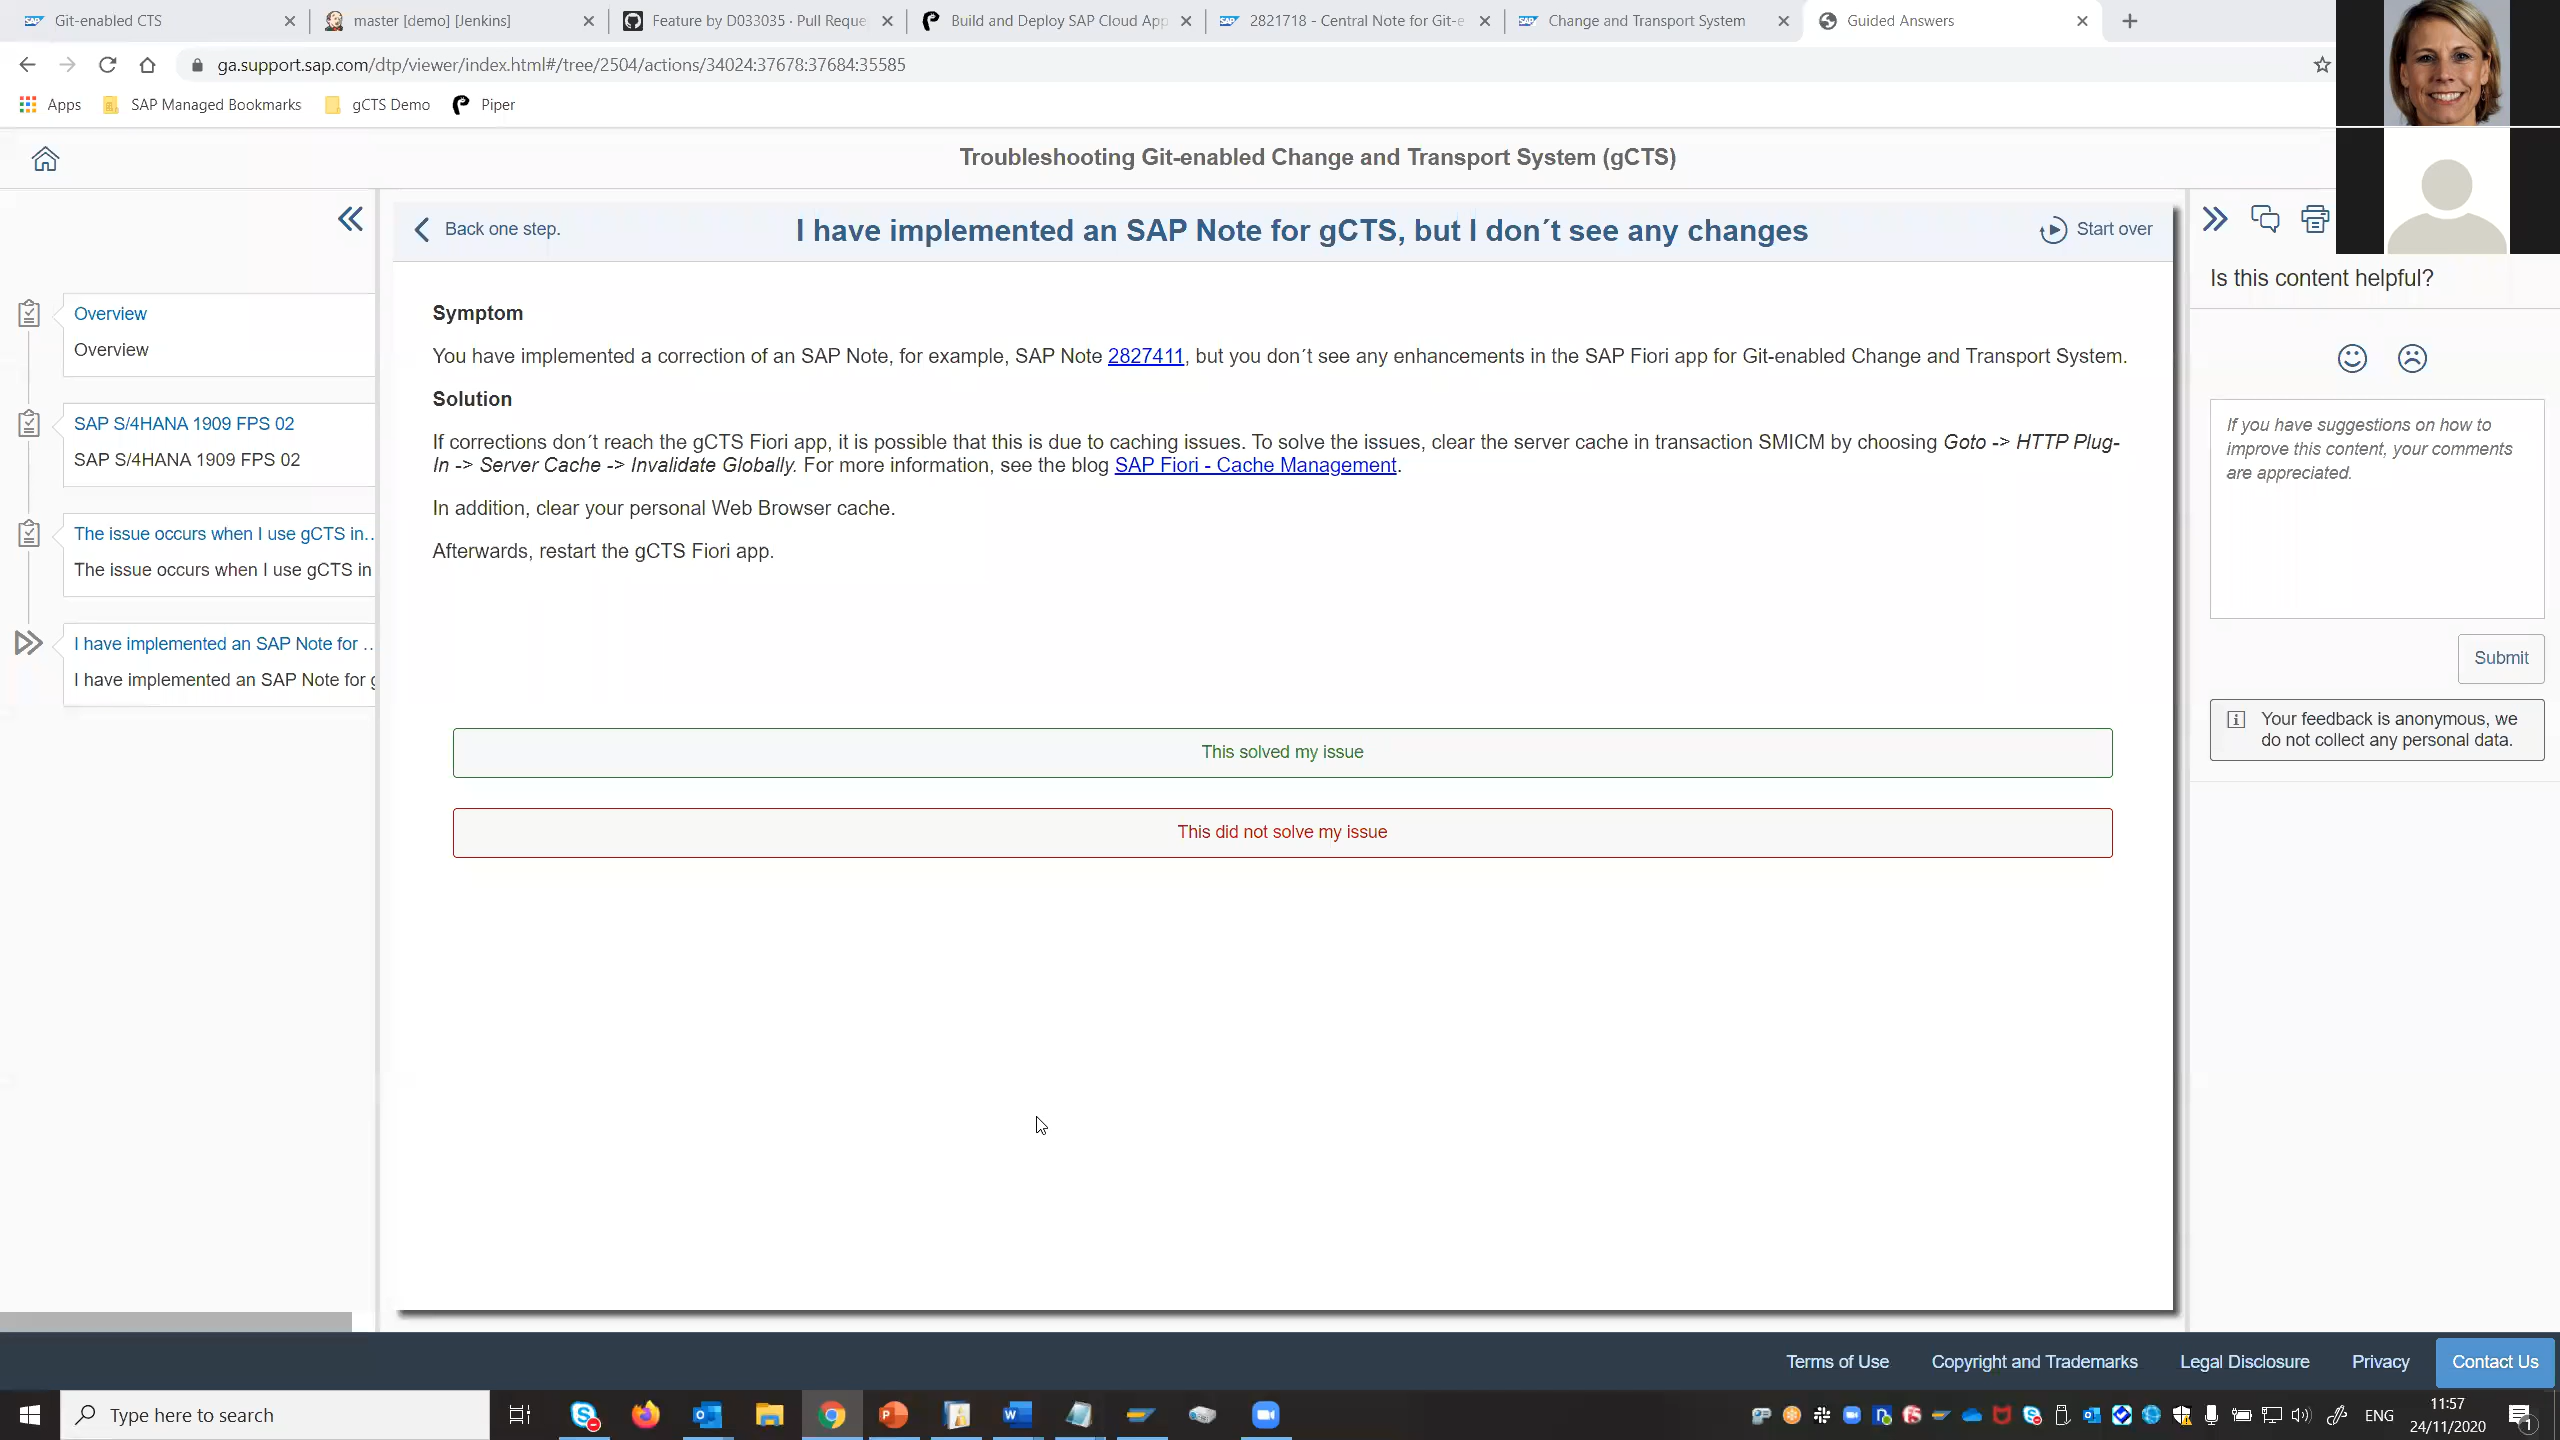 Git-enabled CTS
master [demo] [Jenkins]
Feature by D033035 · Pull Reque
Build and Deploy SAP Cloud App
2821718 - Central Note for Git-e
Change and Transport System
Guided Answers
ga.support.sap.com/dtp/viewer/index.html#/tree/2504/actions/34024:37678:37684:35585
Apps
SAP Managed Bookmarks
gCTS Demo
Piper
Troubleshooting Git-enabled Change and Transport System (gCTS)
Back one step.
I have implemented an SAP Note for gCTS, but I don´t see any changes
Start over
Overview
Overview
SAP S/4HANA 1909 FPS 02
SAP S/4HANA 1909 FPS 02
The issue occurs when I use gCTS in...
The issue occurs when I use gCTS in
I have implemented an SAP Note for ...
I have implemented an SAP Note for g
Symptom
You have implemented a correction of an SAP Note, for example, SAP Note 2827411, but you don´t see any enhancements in the SAP Fiori app for Git-enabled Change and Transport System.
Solution
If corrections don´t reach the gCTS Fiori app, it is possible that this is due to caching issues. To solve the issues, clear the server cache in transaction SMICM by choosing Goto -> HTTP Plug-
In -> Server Cache -> Invalidate Globally. For more information, see the blog SAP Fiori - Cache Management.
In addition, clear your personal Web Browser cache.
Afterwards, restart the gCTS Fiori app.
This solved my issue
This did not solve my issue
Is this content helpful?
If you have suggestions on how to
improve this content, your comments
are appreciated.
Submit
Your feedback is anonymous, we
do not collect any personal data.
Terms of Use
Copyright and Trademarks
Legal Disclosure
Privacy
Contact Us
Type here to search
ENG
11:57
24/11/2020
1